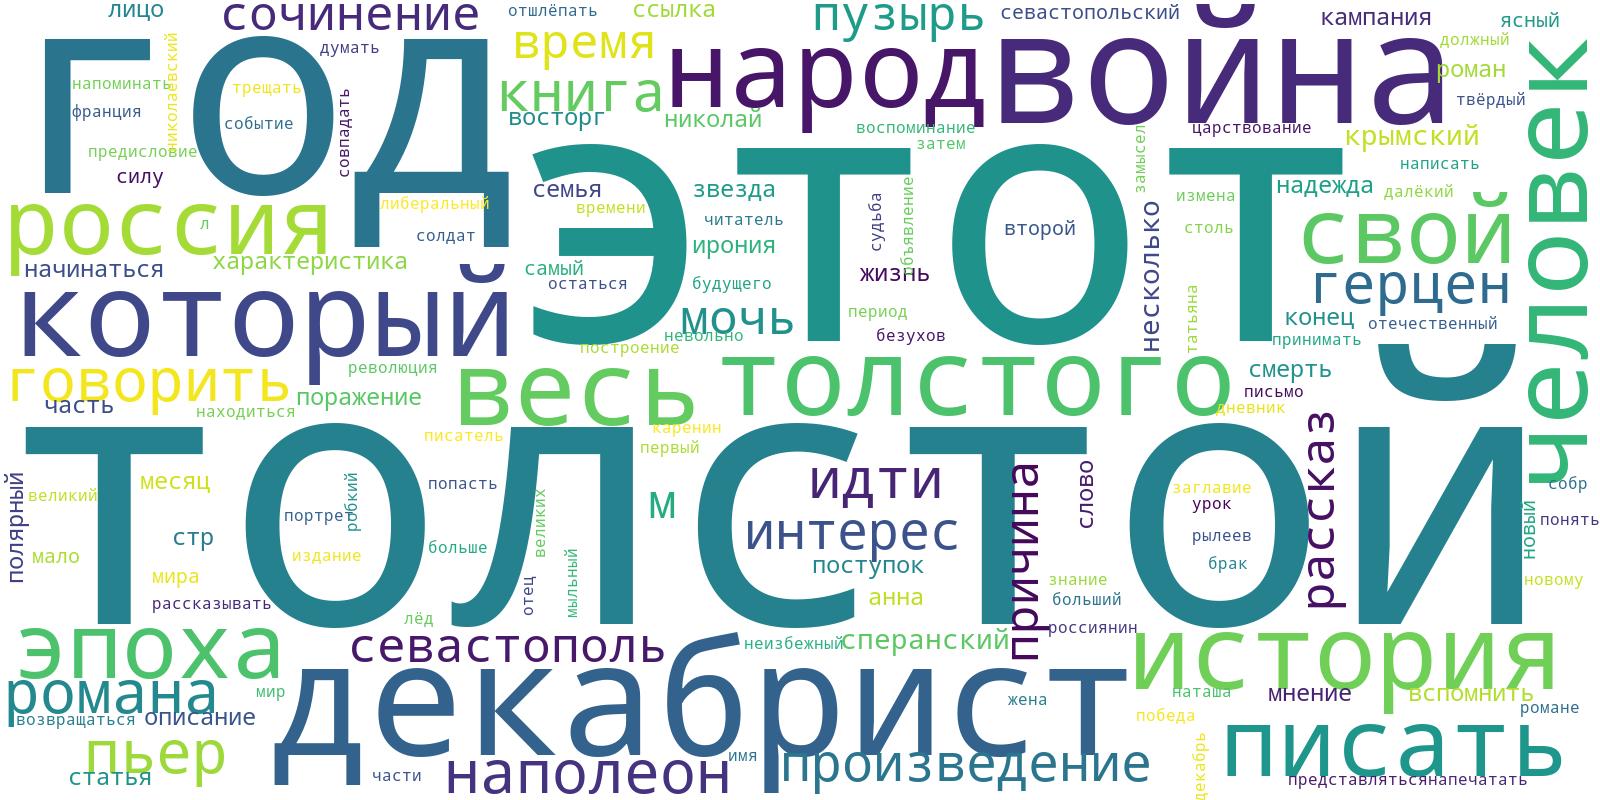 лицо
сочинение
отшлёпать
ссылка
пузырь
севастопольский
кампания
ясный
год
николаевский
думать
время
народ
война
должный
человек
напоминать
трещать
книга
роман
франция
событие
совпадать
восторг
николай
воспоминание
затем
царствование
крымский
твёрдый
предисловие
силу
этот
замысел
написать
россия
л
либеральный
солдат
семья
времени
звезда
читатель
судьба
объявление
второй
несколько
измена
столь
надежда
далёкий
свой
начинаться
характеристика
самый
остаться
ирония
будущего
жизнь
герцен
который
мочь
невольно
период
безухов
татьяна
конец
отечественный
принимать
построение
говорить
революция
весь
толстого
смерть
письмо
дневник
часть
находиться
поражение
толстой
писатель
каренин
первый
идти
причина
слово
рассказ
полярный
великий
месяц
портрет
робкий
попасть
великих
м
интерес
заглавие
урок
собр
новый
понять
мало
стр
издание
больше
мыльный
поступок
рылеев
брак
мира
отец
анна
знание
больший
новому
рассказывать
лёд
россиянин
эпоха
севастополь
неизбежный
сперанский
история
романа
мир
декабрист
жена
наташа
мнение
вспомнить
романе
возвращаться
описание
победа
пьер
писать
статья
части
наполеон
имя
произведение
декабрь
представляться
напечатать